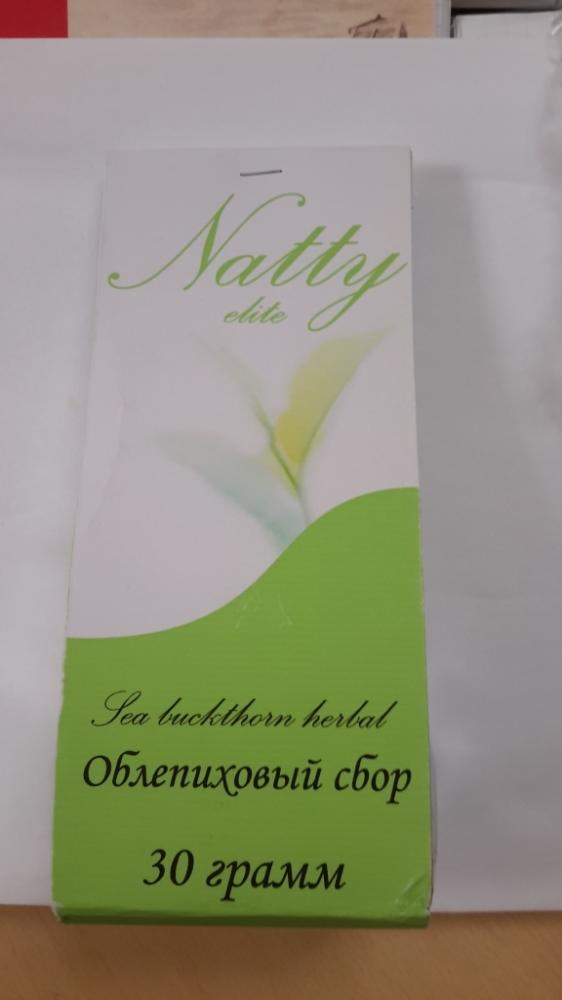 Natty
elite
Sea buckthorn herbal
Облепиховый сбор
30 грамм